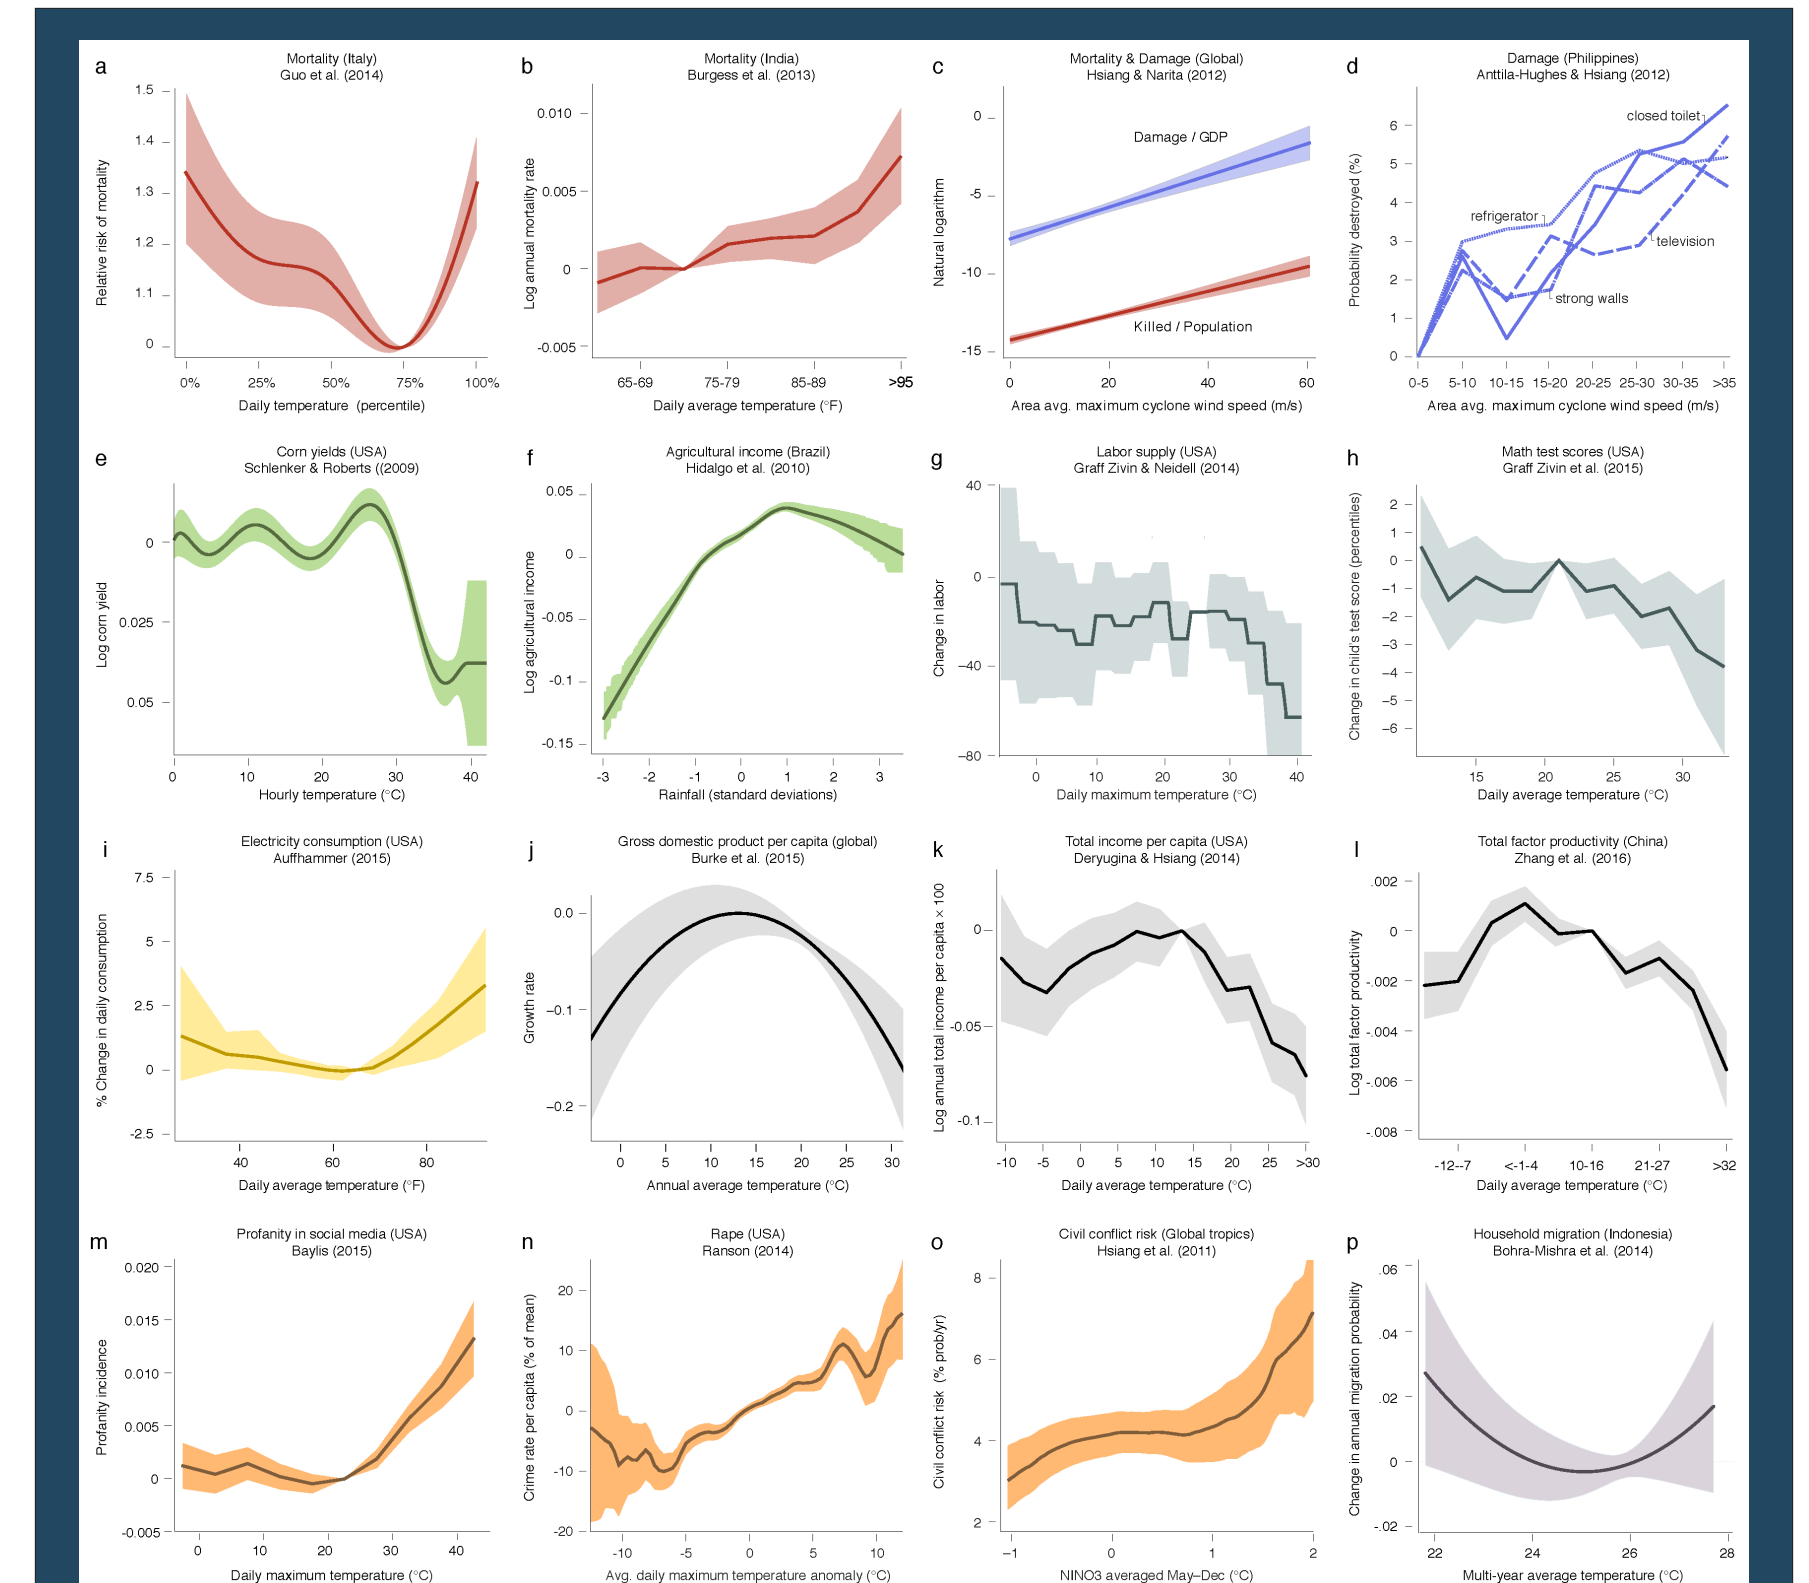 a
Mortality (Italy)
Guo et al. (2014)
Relative risk of mortality
1.5
1.4
1.3
1.2
1.1
0
0%
25%
50%
75%
100%
Daily temperature (percentile)
b
Mortality (India)
Burgess et al. (2013)
Log annual mortality rate
0.010
0.005
0
-0.005
65-69
75-79
85-89
>95
Daily average temperature (°F)
c
Mortality & Damage (Global)
Hsiang & Narita (2012)
Natural logarithm
0
-5
-10
-15
Damage / GDP
Killed / Population
0
20
40
60
Area avg. maximum cyclone wind speed (m/s)
d
Damage (Philippines)
Anttila-Hughes & Hsiang (2012)
Probability destroyed (%)
6
5
4
3
2
1
0
closed toilet
refrigerator
television
strong walls
0-5
5-10
10-15
15-20
20-25
25-30
30-35
>35
Area avg. maximum cyclone wind speed (m/s)
e
Corn yields (USA)
Schlenker & Roberts ((2009)
Log corn yield
0
0.025
0.05
0
10
20
30
40
Hourly temperature (°C)
f
Agricultural income (Brazil)
Hidalgo et al. (2010)
Log agricultural income
0.05
0
-0.05
-0.1
-0.15
-3
-2
-1
0
1
2
3
Rainfall (standard deviations)
g
Labor supply (USA)
Graff Zivin & Neidell (2014)
Change in labor
40
0
−40
−80
0
10
20
30
40
Daily maximum temperature (°C)
h
Math test scores (USA)
Graff Zivin et al. (2015)
Change in child's test score (percentiles)
2
1
0
−1
−2
−3
−4
−5
−6
15
20
25
30
Daily average temperature (°C)
i
Electricity consumption (USA)
Auffhammer (2015)
% Change in daily consumption
7.5
5
2.5
0
-2.5
40
60
80
Daily average temperature (°F)
j
Gross domestic product per capita (global)
Burke et al. (2015)
Growth rate
0.0
−0.1
−0.2
0
5
10
15
20
25
30
Annual average temperature (°C)
k
Total income per capita (USA)
Deryugina & Hsiang (2014)
Log annual total income per capita × 100
0
-0.05
-0.1
-10
-5
0
5
10
15
20
25
>30
Daily average temperature (°C)
l
Total factor productivity (China)
Zhang et al. (2016)
Log total factor productivity
.002
0
-.002
-.004
-.006
-.008
-12--7
<-1-4
10-16
21-27
>32
Daily average temperature (°C)
m
Profanity in social media (USA)
Baylis (2015)
Profanity incidence
0.020
0.015
0.010
0.005
0
-0.005
0
10
20
30
40
Daily maximum temperature (°C)
n
Rape (USA)
Ranson (2014)
Crime rate per capita (% of mean)
20
10
0
-10
-20
-10
-5
0
5
10
Avg. daily maximum temperature anomaly (°C)
o
Civil conflict risk (Global tropics)
Hsiang et al. (2011)
Civil conflict risk (% prob/yr)
8
6
4
2
−1
0
1
2
NINO3 averaged May–Dec (°C)
p
Household migration (Indonesia)
Bohra-Mishra et al. (2014)
Change in annual migration probability
.06
.04
.02
0
-.02
22
24
26
28
Multi-year average temperature (°C)